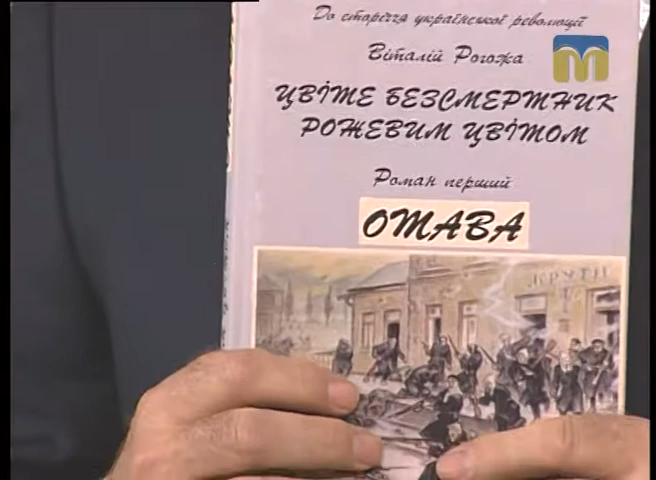 До сторіччя української революції
Віталій Рогожа
ЦВІТЕ БЕЗСМЕРТНИК
РОЖЕВИМ ЦВІТОМ
Роман перший
ОТАВА